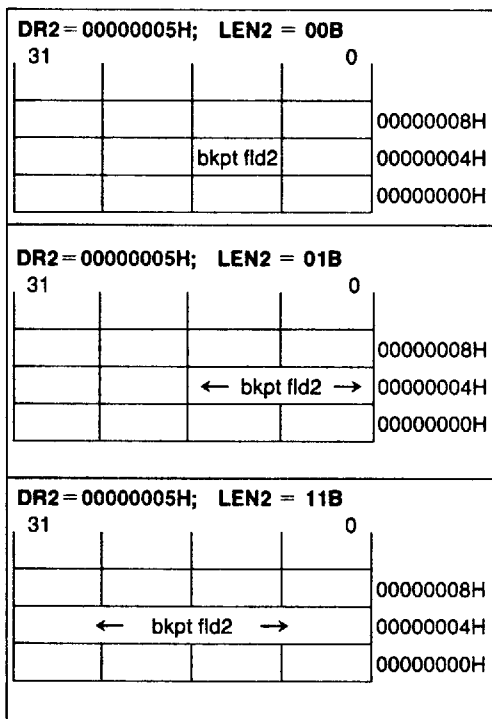 DR2=00000005H; LEN2 = 00B
31 0
00000008H
bkpt fld2 00000004H
00000000H
DR2=00000005H; LEN2 = 01B
31 0
00000008H
← bkpt fld2 → 00000004H
00000000H
DR2=00000005H; LEN2 = 11B
31 0
00000008H
← bkpt fld2 → 00000004H
00000000H